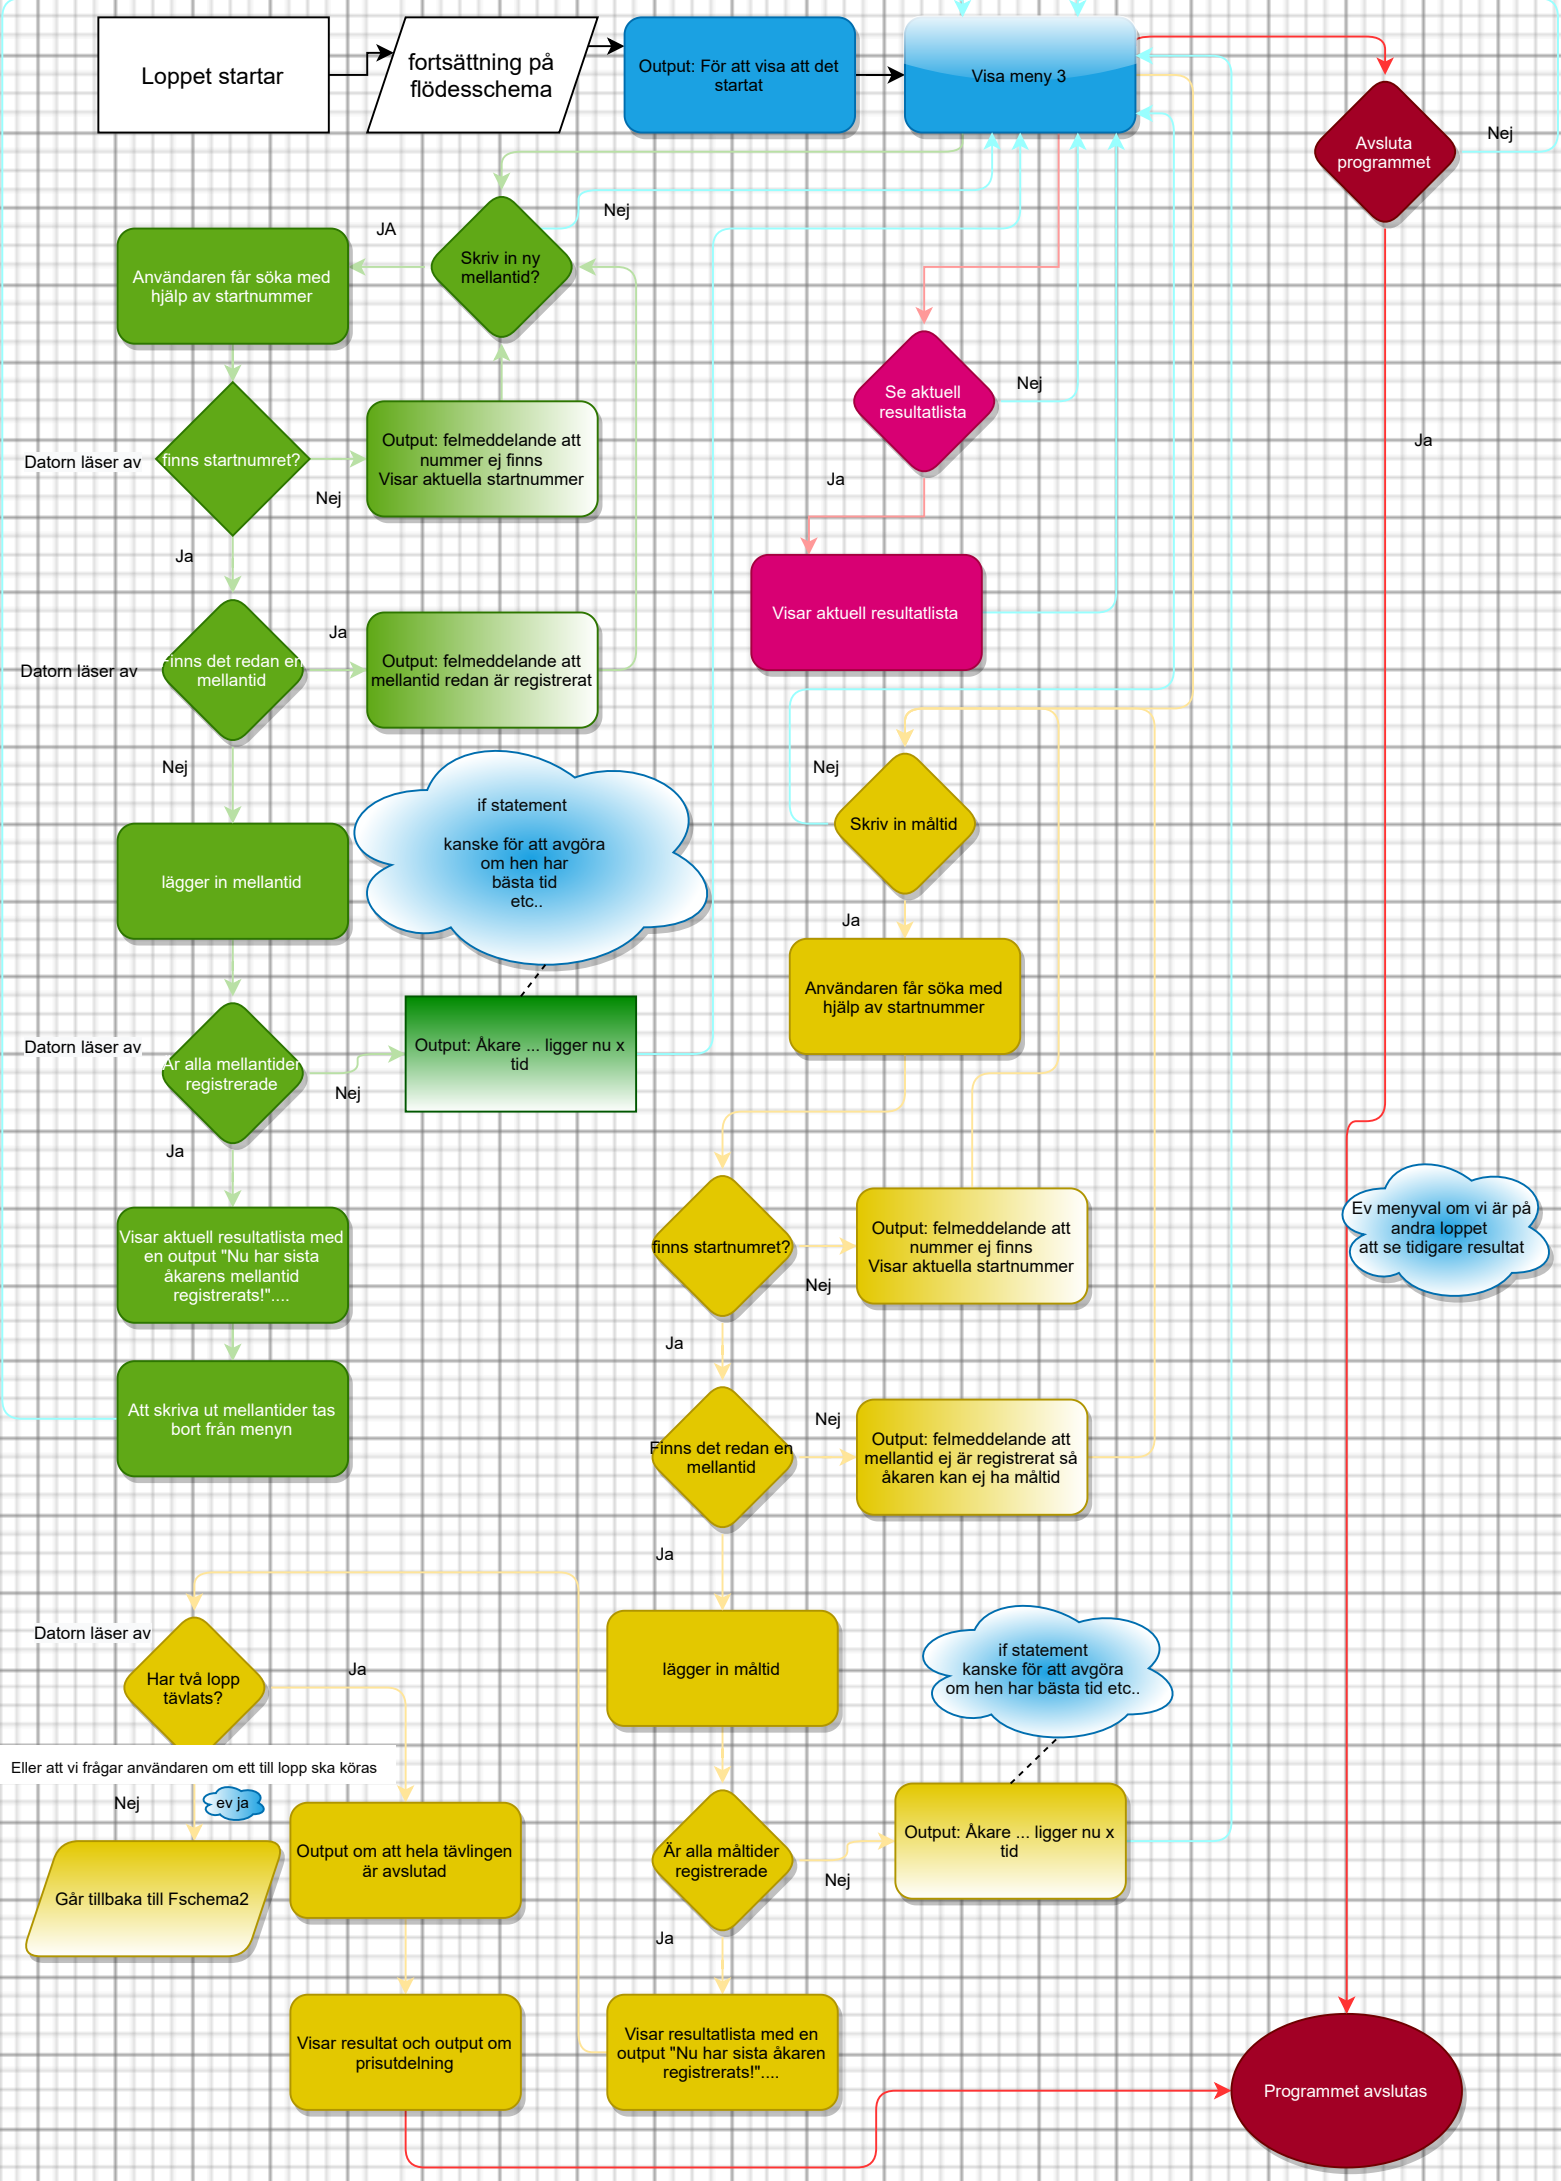 Loppet startar
fortsättning på
flödesschema
Output: För att visa att det
startat
Visa meny 3
Avsluta
programmet
Nej
Nej
JA
Skriv in ny
mellantid?
Användaren får söka med
hjälp av startnummer
Se aktuell
resultatlista
Nej
Ja
Datorn läser av
finns startnumret?
Nej
Output: felmeddelande att
nummer ej finns
Visar aktuella startnummer
Ja
Ja
Visar aktuell resultatlista
Datorn läser av
Finns det redan en
mellantid
Ja
Output: felmeddelande att
mellantid redan är registrerat
Nej
if statement
kanske för att avgöra
om hen har
bästa tid
etc..
Nej
Skriv in måltid
lägger in mellantid
Ja
Användaren får söka med
hjälp av startnummer
Datorn läser av
Är alla mellantider
registrerade
Nej
Output: Åkare ... ligger nu x
tid
Ja
Visar aktuell resultatlista med
en output "Nu har sista
åkarens mellantid
registrerats!"....
finns startnumret?
Nej
Output: felmeddelande att
nummer ej finns
Visar aktuella startnummer
Ev menyval om vi är på
andra loppet
att se tidigare resultat
Ja
Att skriva ut mellantider tas
bort från menyn
Finns det redan en
mellantid
Nej
Output: felmeddelande att
mellantid ej är registrerat så
åkaren kan ej ha måltid
Ja
Datorn läser av
Har två lopp
tävlats?
Ja
lägger in måltid
if statement
kanske för att avgöra
om hen har bästa tid etc..
Eller att vi frågar användaren om ett till lopp ska köras
Nej
ev ja
Går tillbaka till Fschema2
Output om att hela tävlingen
är avslutad
Är alla måltider
registrerade
Nej
Output: Åkare ... ligger nu x
tid
Ja
Visar resultat och output om
prisutdelning
Visar resultatlista med en
output "Nu har sista åkaren
registrerats!"....
Programmet avslutas